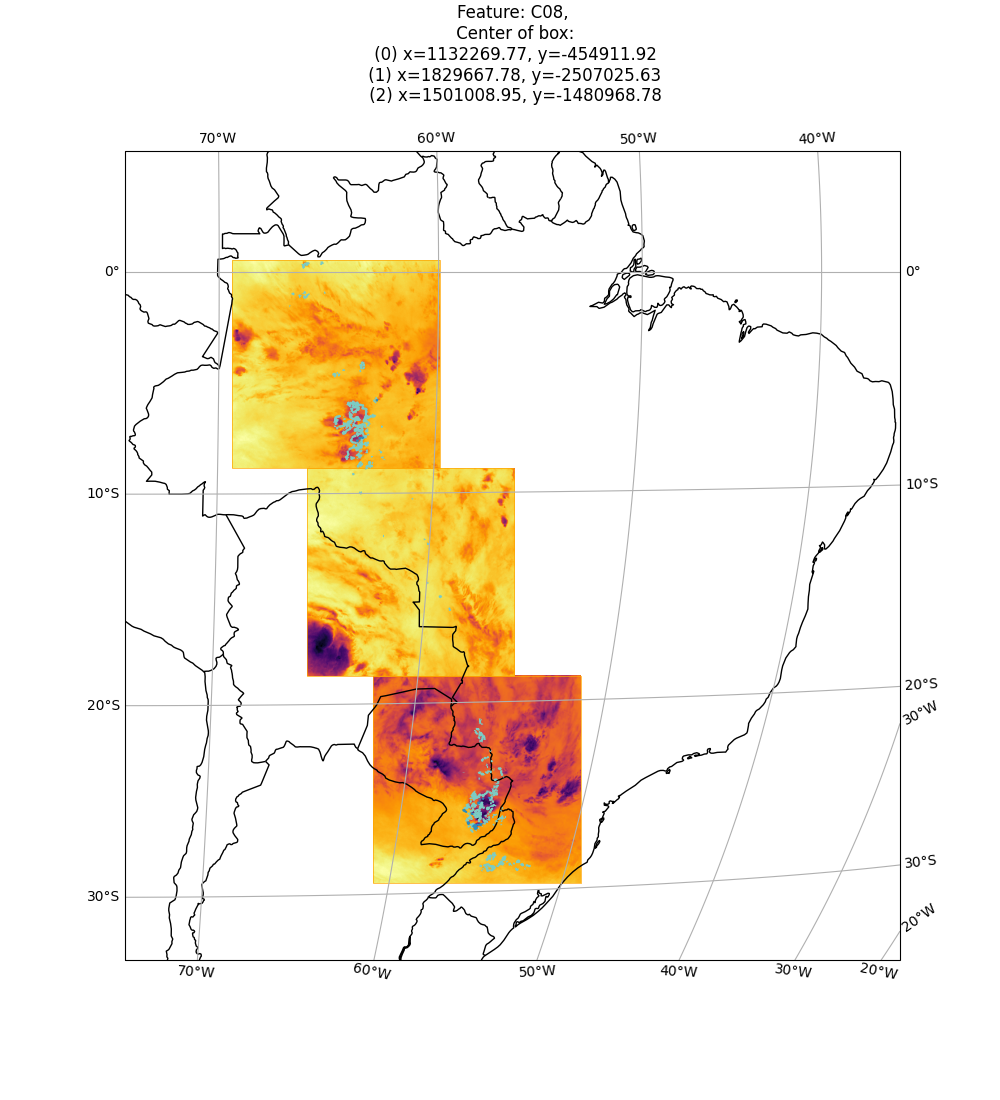 Feature: C08,
Center of box:
(0) x=1132269.77, y=-454911.92
(1) x=1829667.78, y=-2507025.63
(2) x=1501008.95, y=-1480968.78
70°W 60°W 50°W 40°W
0° 0°
10°S 10°S
20°S 20°S
30°W
30°S 30°S
20°W
70°W 60°W 50°W 40°W 30°W 20°W